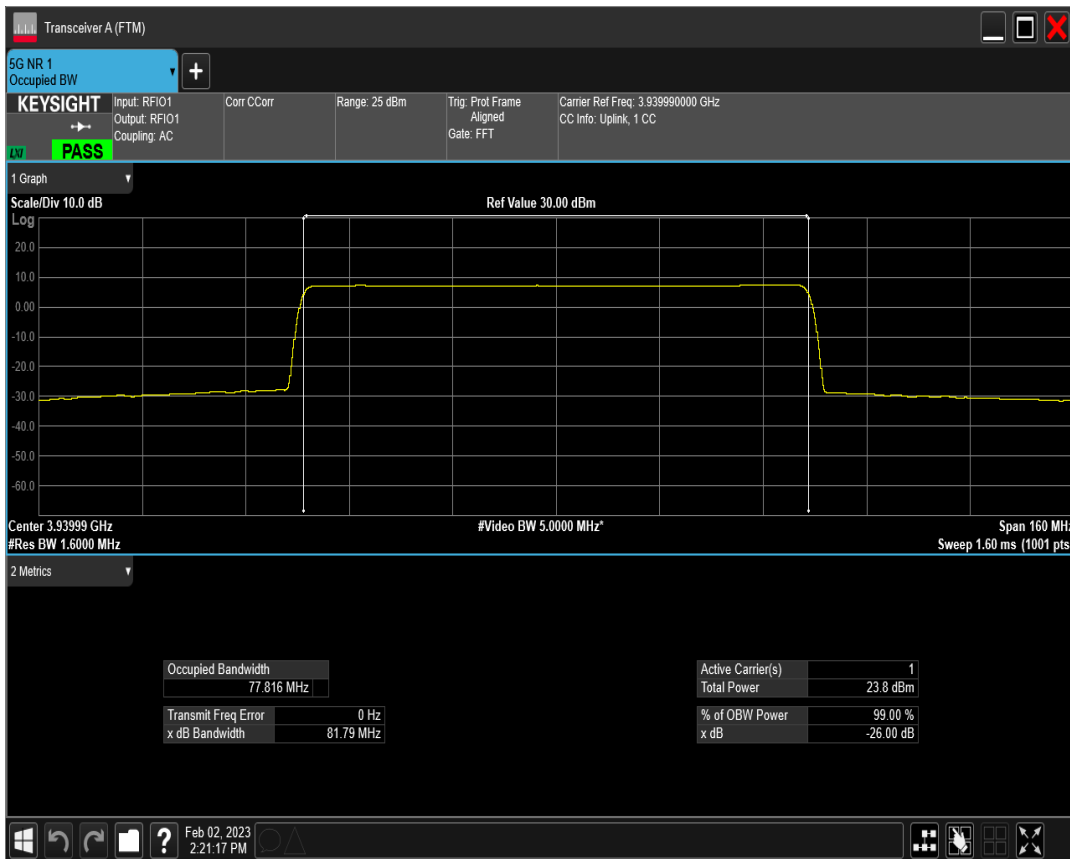 Transceiver A (FTM)
5G NR 1
Occupied BW
+
KEYSIGHT
LXI
PASS
Input: RFIO1
Output: RFIO1
Coupling: AC
Corr CCorr
Range: 25 dBm
Trig: Prot Frame
Aligned
Gate: FFT
Carrier Ref Freq: 3.939990000 GHz
CC Info: Uplink, 1 CC
1 Graph
Scale/Div 10.0 dB
Ref Value 30.00 dBm
Log
20.0
10.0
0.00
-10.0
-20.0
-30.0
-40.0
-50.0
-60.0
Center 3.93999 GHz
#Video BW 5.0000 MHz*
Span 160 MHz
#Res BW 1.6000 MHz
Sweep 1.60 ms (1001 pts
2 Metrics
Occupied Bandwidth
77.816 MHz
Transmit Freq Error 0 Hz
x dB Bandwidth 81.79 MHz
Active Carrier(s) 1
Total Power 23.8 dBm
% of OBW Power 99.00 %
x dB -26.00 dB
?
Feb 02, 2023
2:21:17 PM